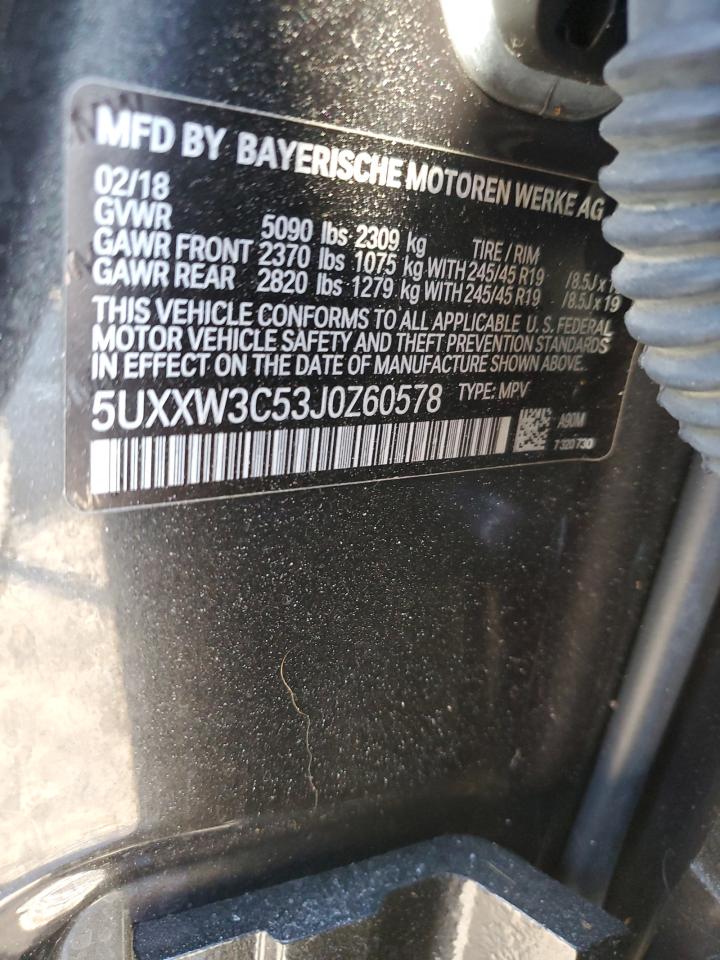 MFD BY BAYERISCHE MOTOREN WERKE AG
02/18
GVWR 5090 lbs 2309 kg TIRE / RIM
GAWR FRONT 2370 lbs 1075 kg WITH 245/45 R19 /8.5J x
GAWR REAR 2820 lbs 1279 kg WITH 245/45 R19 /8.5J x 19
THIS VEHICLE CONFORMS TO ALL APPLICABLE U.S. FEDERAL
MOTOR VEHICLE SAFETY AND THEFT PREVENTION STANDARDS
IN EFFECT ON THE DATE OF MANUFACTURE SHOWN ABOVE.
5UXXW3C53J0Z60578 TYPE: MPV
A90M
7320730